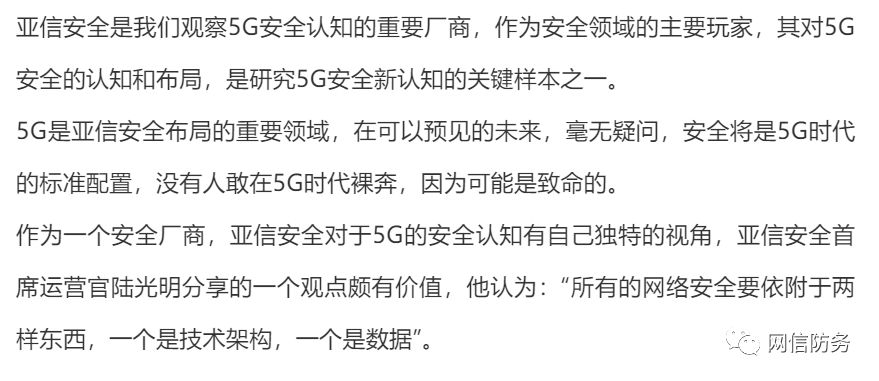 亚信安全是我们观察5G安全认知的重要厂商，作为安全领域的主要玩家，其对5G
安全的认知和布局，是研究5G安全新认知的关键样本之一。
5G是亚信安全布局的重要领域，在可以预见的未来，毫无疑问，安全将是5G时代
的标准配置，没有人敢在5G时代裸奔，因为可能是致命的。
作为一个安全厂商，亚信安全对于5G的安全认知有自己独特的视角，亚信安全首
席运营官陆光明分享的一个观点颇有价值，他认为：“所有的网络安全要依附于两
样东西，一个是技术架构，一个是数据”。
网信防务